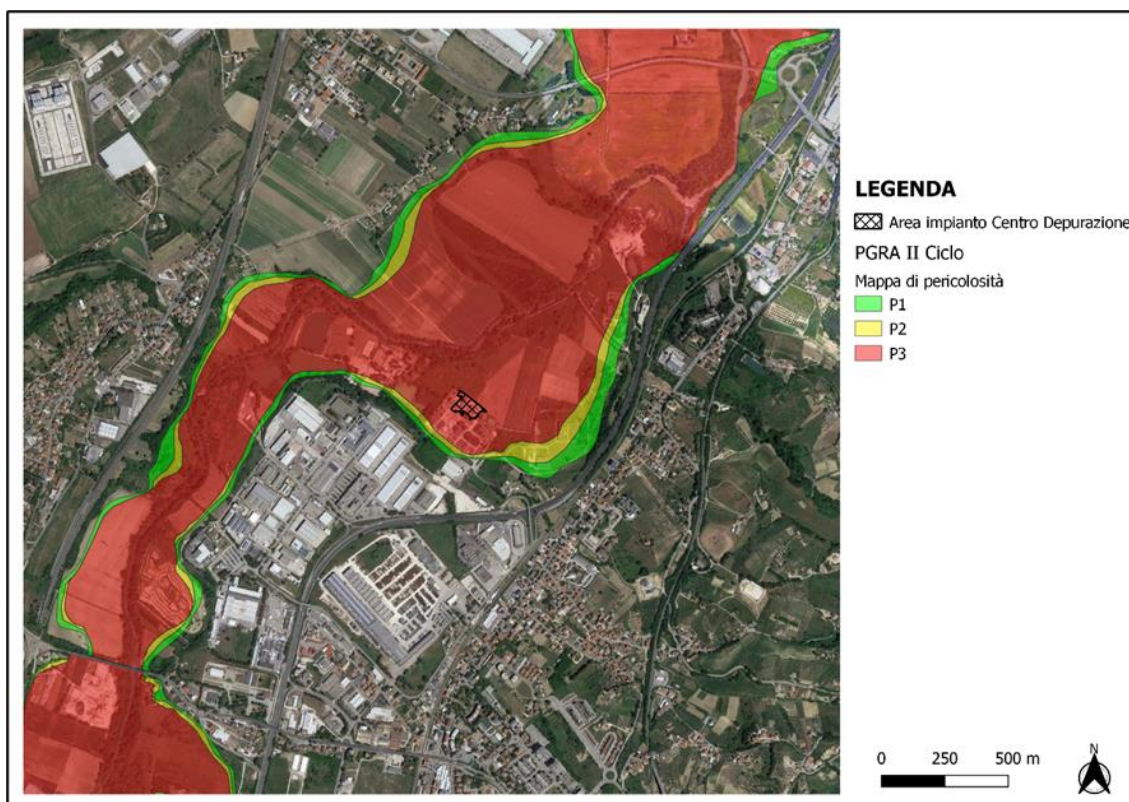 LEGENDA
Area impianto Centro Depurazione
PGRA II Ciclo
Mappa di pericolosità
P1
P2
P3
0 250 500 m
N